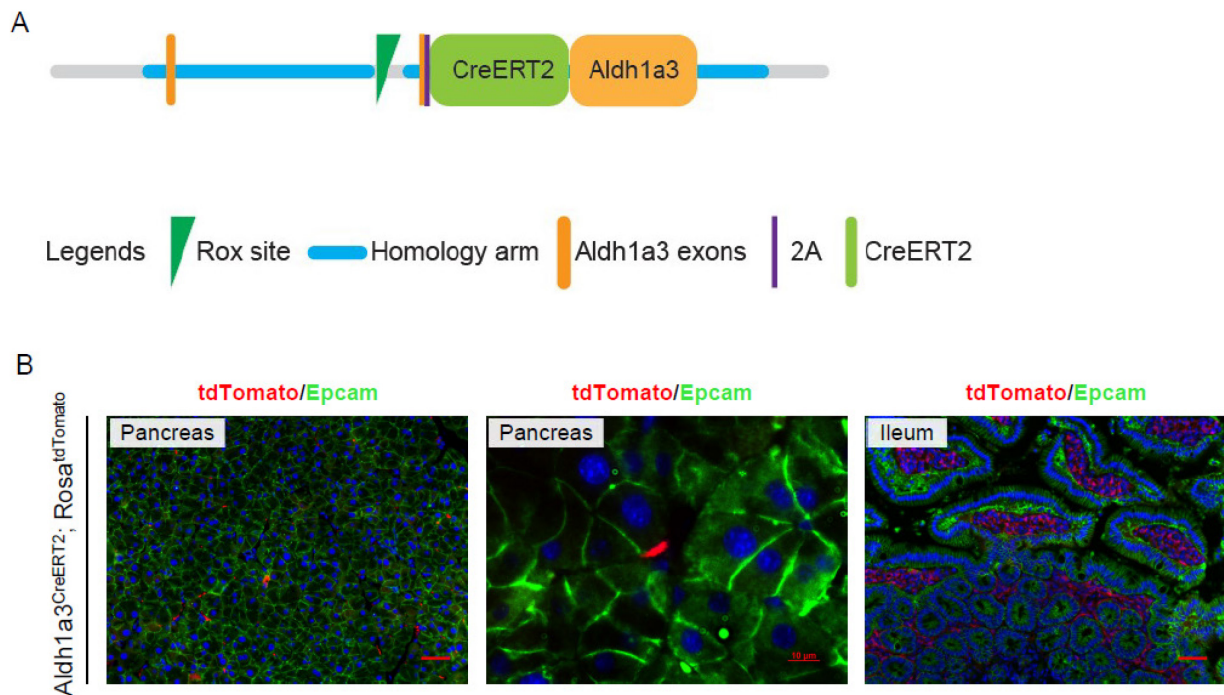 A
CreERT2 Aldh1a3
Legends Rox site Homology arm Aldh1a3 exons 2A CreERT2
B
tdTomato/Epcam tdTomato/Epcam tdTomato/Epcam
Aldh1a3CreERT2; RosatdTomato
Pancreas Pancreas Ileum
10 µm